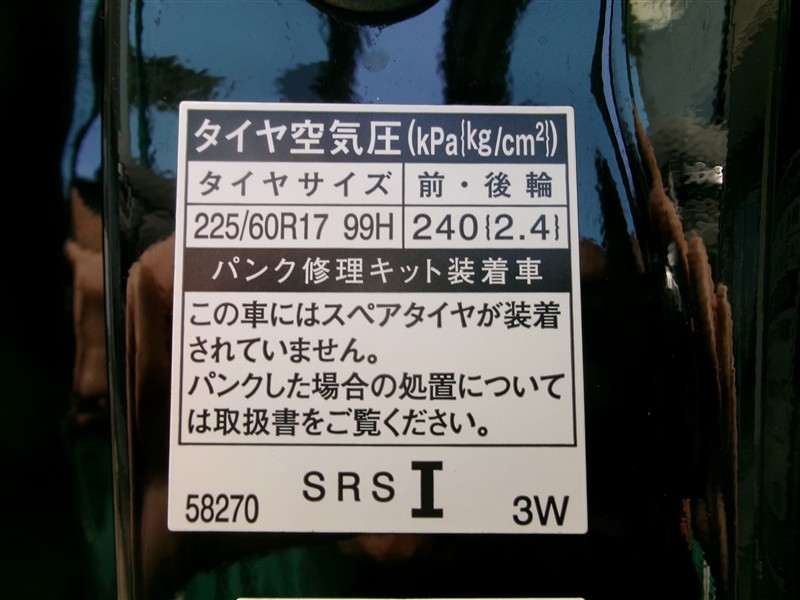 タイヤ空気圧(kPa{kg/cm²})
タイヤサイズ 前・後輪
225/60R17 99H 240{2.4}
パンク修理キット装着車
この車にはスペアタイヤが装着
されていません。
パンクした場合の処置について
は取扱書をご覧ください。
SRS I
58270 3W